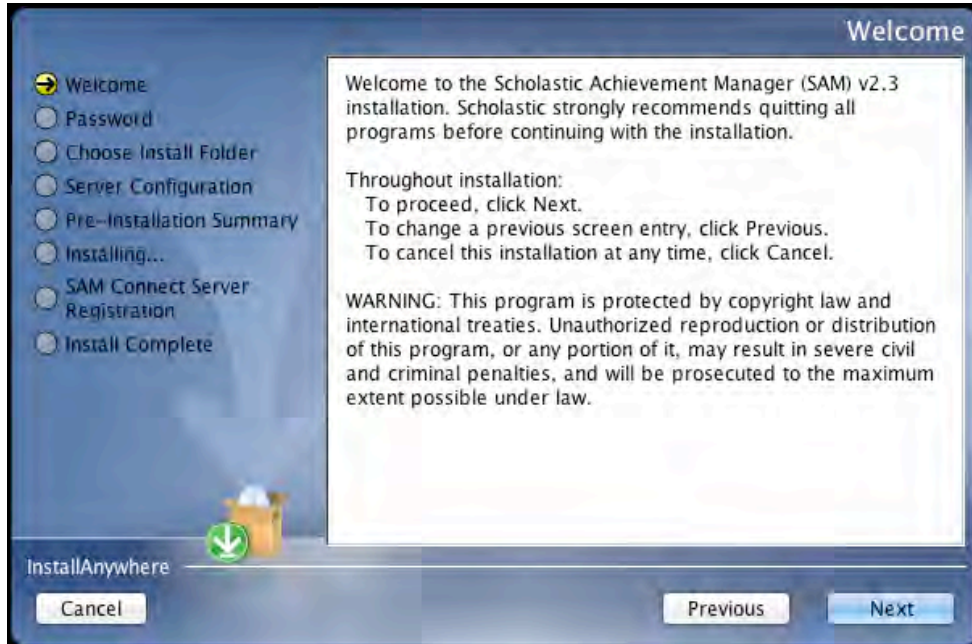 Welcome
Welcome
Password
Choose Install Folder
Server Configuration
Pre-Installation Summary
Installing...
SAM Connect Server
Registration
Install Complete
Welcome to the Scholastic Achievement Manager (SAM) v2.3
installation. Scholastic strongly recommends quitting all
programs before continuing with the installation.
Throughout installation:
To proceed, click Next.
To change a previous screen entry, click Previous.
To cancel this installation at any time, click Cancel.
WARNING: This program is protected by copyright law and
international treaties. Unauthorized reproduction or distribution
of this program, or any portion of it, may result in severe civil
and criminal penalties, and will be prosecuted to the maximum
extent possible under law.
InstallAnywhere
Cancel
Previous
Next